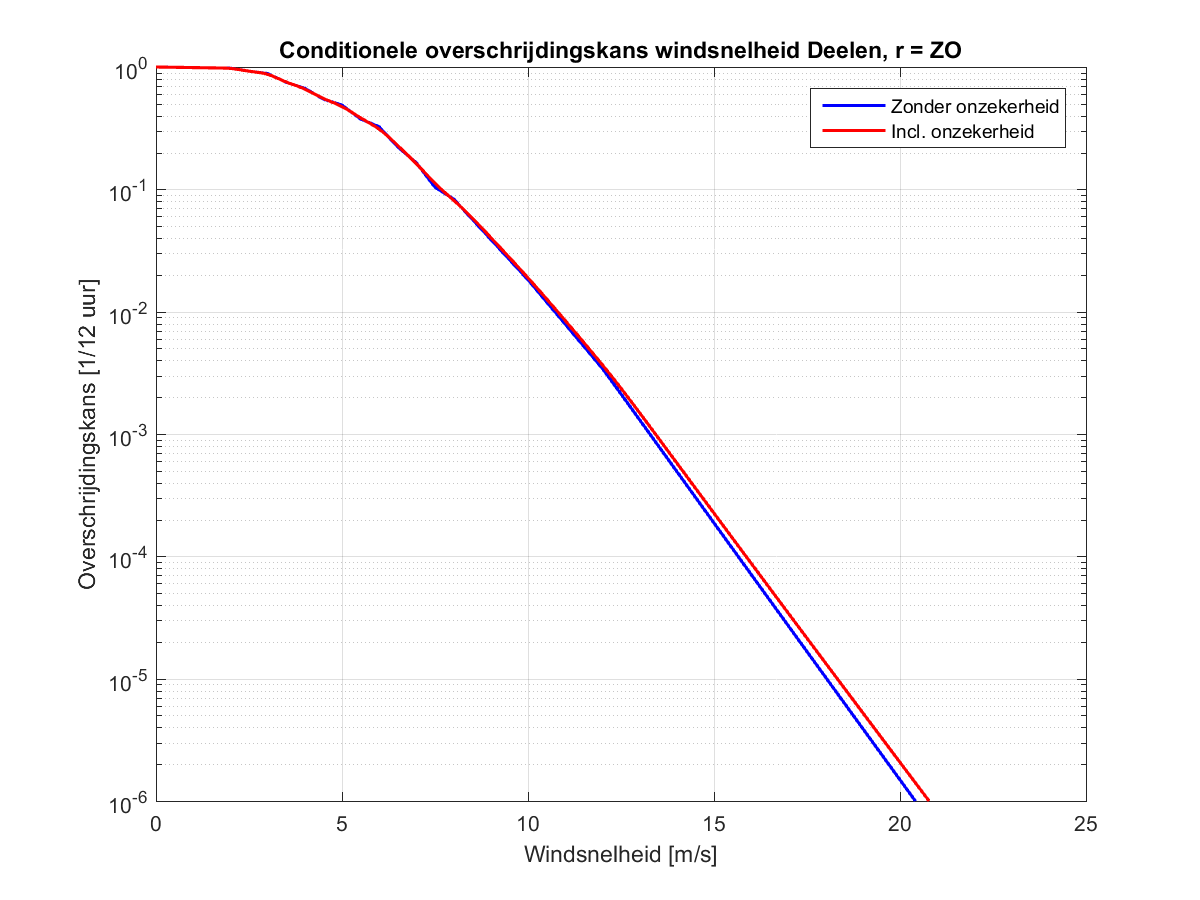 Conditionele overschrijdingskans windsnelheid Deelen, r = ZO
Zonder onzekerheid
Incl. onzekerheid
Overschrijdingskans [1/12 uur]
10^0
10^-1
10^-2
10^-3
10^-4
10^-5
10^-6
0 5 10 15 20 25
Windsnelheid [m/s]